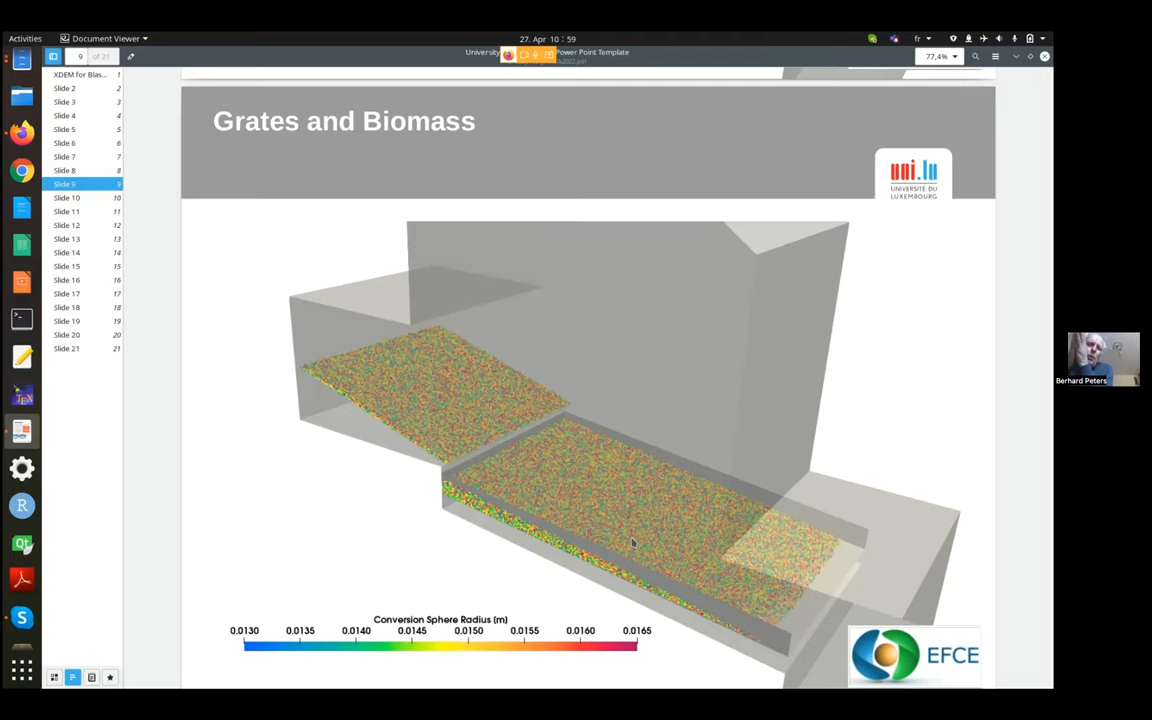 Activities
Document Viewer
27. Apr 10:59
fr
9
of 21
University
Power Point Template
77,4%
XDEM for Blas... 1
Slide 2 2
Slide 3 3
Slide 4 4
Slide 5 5
Slide 6 6
Slide 7 7
Slide 8 8
Slide 9 9
Slide 10 10
Slide 11 11
Slide 12 12
Slide 13 13
Slide 14 14
Slide 15 15
Slide 16 16
Slide 17 17
Slide 18 18
Slide 19 19
Slide 20 20
Slide 21 21
Grates and Biomass
uni.lu
UNIVERSITÉ DU
LUXEMBOURG
Conversion Sphere Radius (m)
0.0130 0.0135 0.0140 0.0145 0.0150 0.0155 0.0160 0.0165
EFCE
Berhard Peters